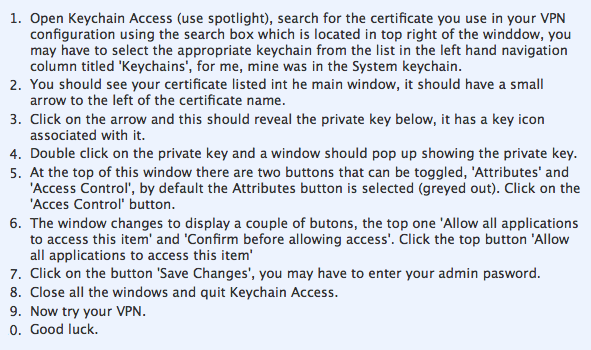 1. Open Keychain Access (use spotlight), search for the certificate you use in your VPN
configuration using the search box which is located in top right of the winddow, you
may have to select the appropriate keychain from the list in the left hand navigation
column titled 'Keychains', for me, mine was in the System keychain.
2. You should see your certificate listed int he main window, it should have a small
arrow to the left of the certificate name.
3. Click on the arrow and this should reveal the private key below, it has a key icon
associated with it.
4. Double click on the private key and a window should pop up showing the private key.
5. At the top of this window there are two buttons that can be toggled, 'Attributes' and
'Access Control', by default the Attributes button is selected (greyed out). Click on the
'Acces Control' button.
6. The window changes to display a couple of butons, the top one 'Allow all applications
to access this item' and 'Confirm before allowing access'. Click the top button 'Allow
all applications to access this item'
7. Click on the button 'Save Changes', you may have to enter your admin pasword.
8. Close all the windows and quit Keychain Access.
9. Now try your VPN.
0. Good luck.